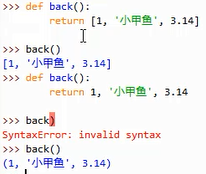 >>> def back():
        return [1, '小甲鱼', 3.14]
>>> back()
[1, '小甲鱼', 3.14]
>>> def back():
        return 1, '小甲鱼', 3.14
>>> back)
SyntaxError: invalid syntax
>>> back()
(1, '小甲鱼', 3.14)